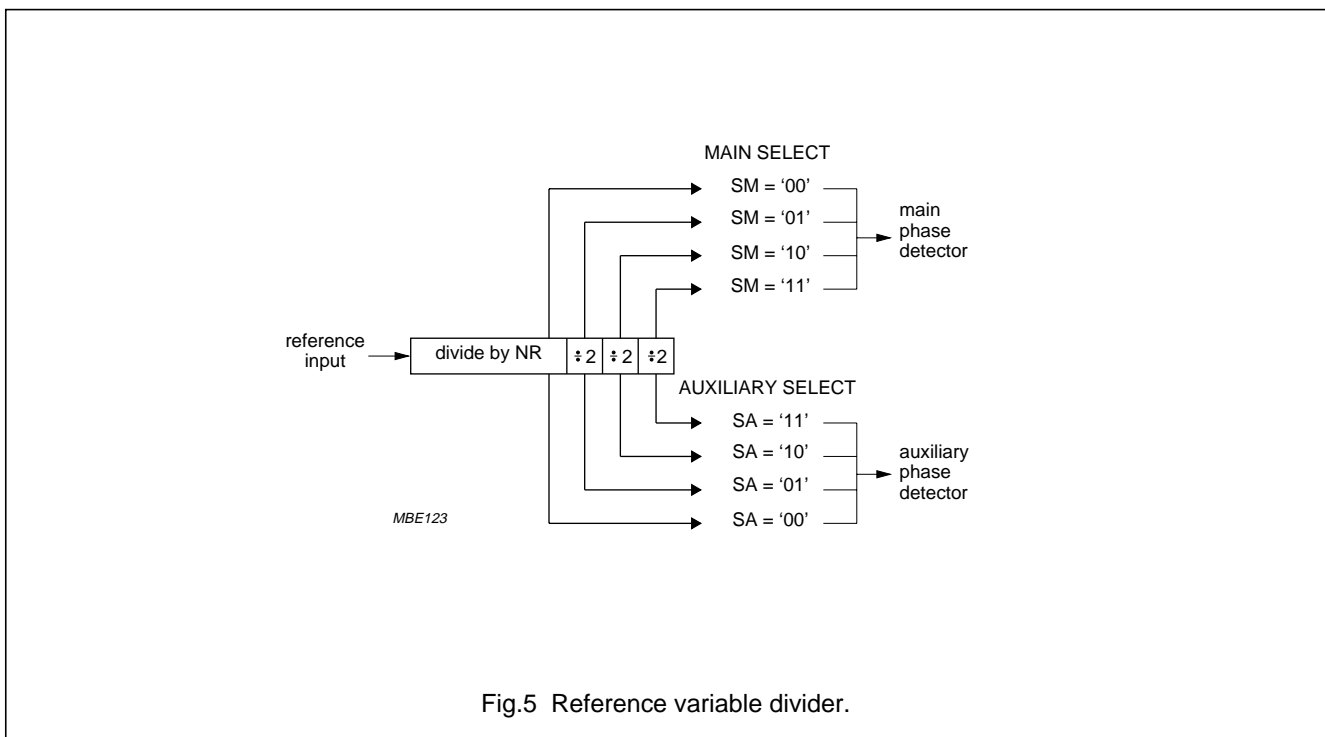 MAIN SELECT
SM = ‘00’
SM = ‘01’
SM = ‘10’
SM = ‘11’
main
phase
detector
reference
input
divide by NR
÷2
÷2
÷2
AUXILIARY SELECT
SA = ‘11’
SA = ‘10’
SA = ‘01’
SA = ‘00’
auxiliary
phase
detector
MBE123
Fig.5 Reference variable divider.